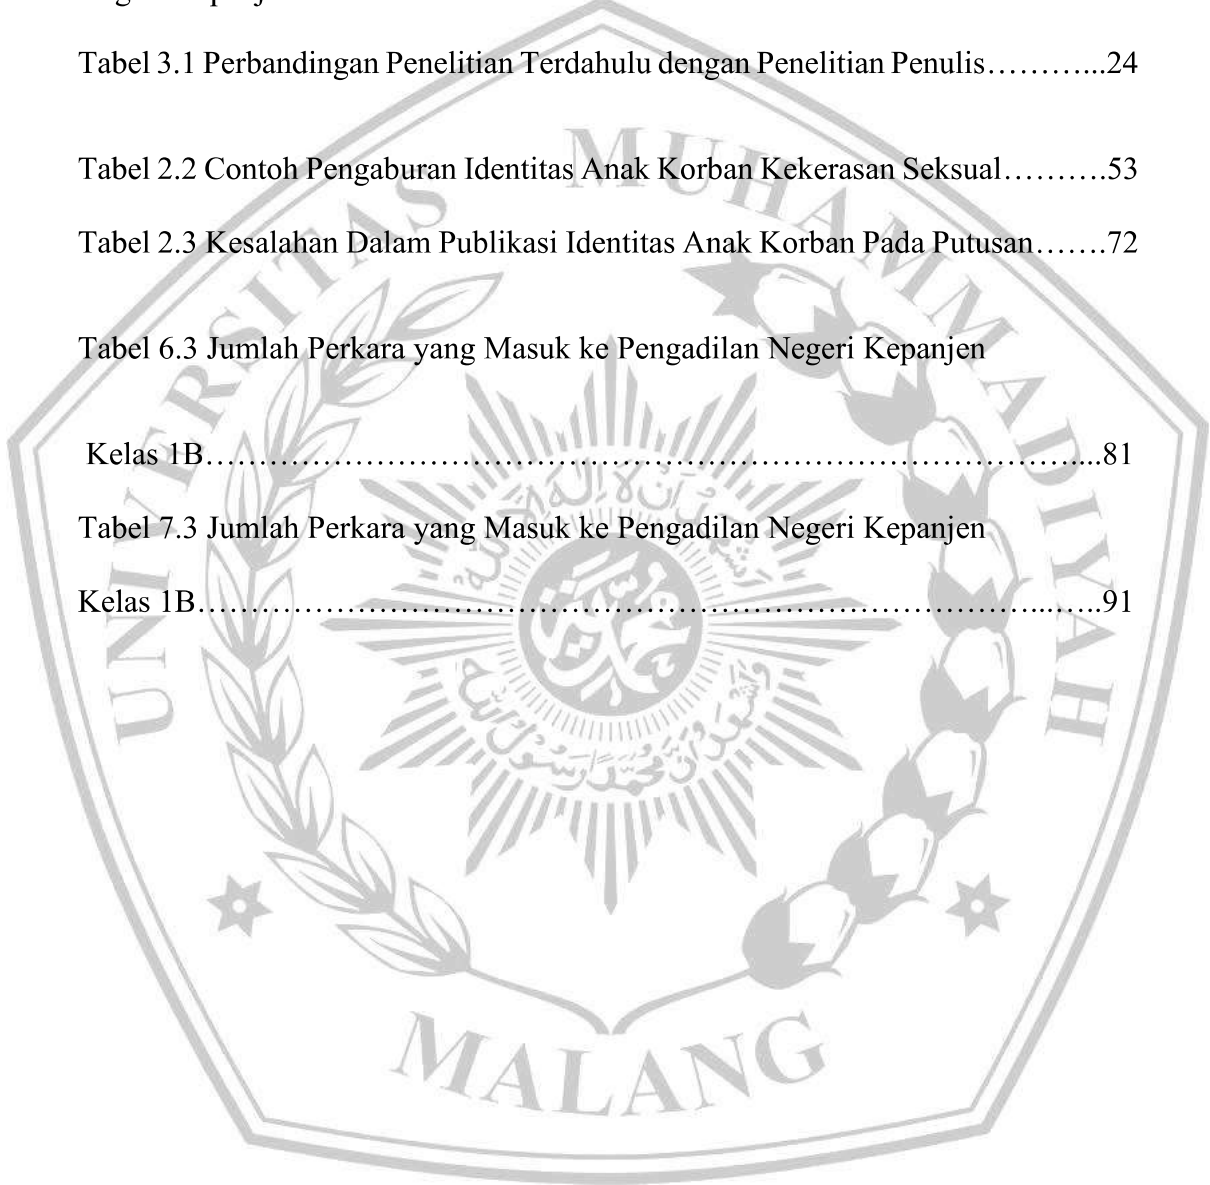 Tabel 3.1 Perbandingan Penelitian Terdahulu dengan Penelitian Penulis………...24
Tabel 2.2 Contoh Pengaburan Identitas Anak Korban Kekerasan Seksual……….53
Tabel 2.3 Kesalahan Dalam Publikasi Identitas Anak Korban Pada Putusan…….72
Tabel 6.3 Jumlah Perkara yang Masuk ke Pengadilan Negeri Kepanjen
Kelas 1B………………………………………………………………………....81
Tabel 7.3 Jumlah Perkara yang Masuk ke Pengadilan Negeri Kepanjen
Kelas 1B……………………………………………………………………...…..91
UNIVERSITAS MUHAMMADIYAH
MALANG